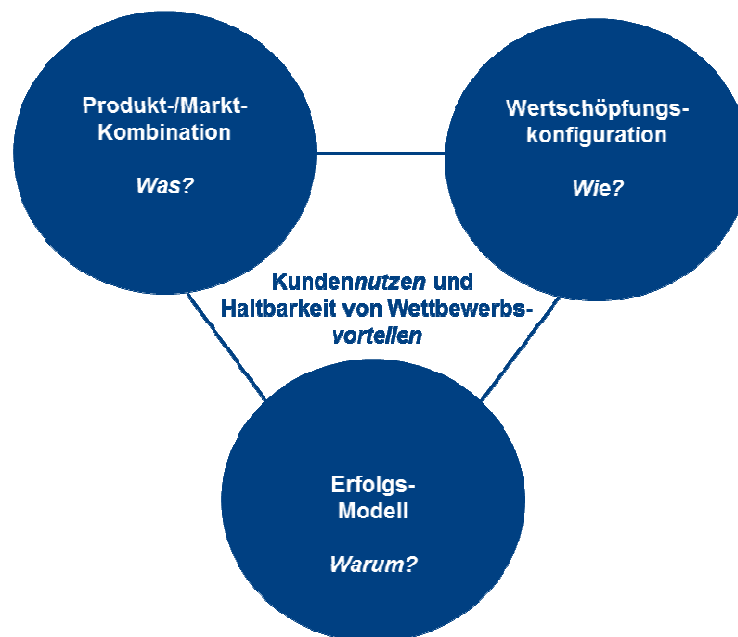 Produkt-/Markt-
Kombination
Was?
Wertschöpfungs-
konfiguration
Wie?
Kundennutzen und
Haltbarkeit von Wettbewerbs-
vorteilen
Erfolgs-
Modell
Warum?